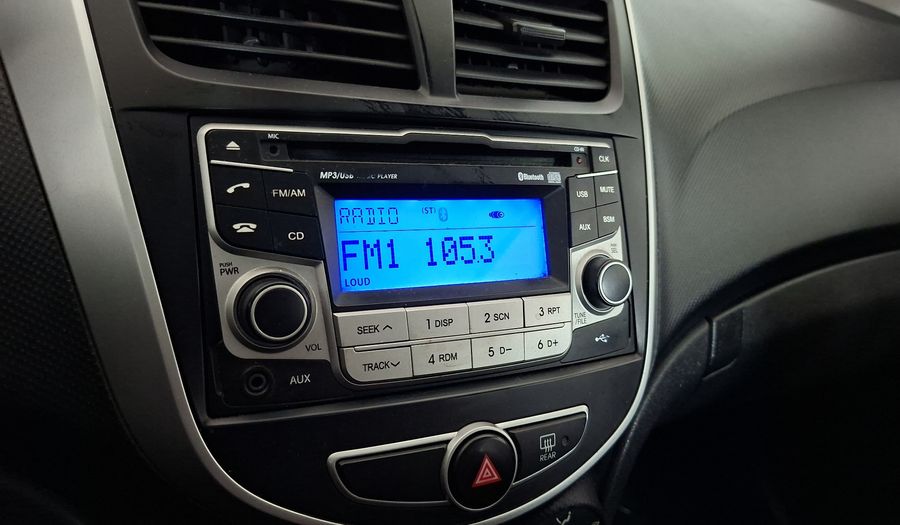 MIC
CD-IN
CLK
MP3/USB PLAYER
Bluetooth
FM/AM
CD
USB
MUTE
AUX
BSM
RADIO (ST)
FM1 105.3
LOUD
PUSH
PWR
VOL
SEEK
1 DISP
2 SCN
3 RPT
TRACK
4 RDM
5 D-
6 D+
TUNE
/FILE
AUX
REAR